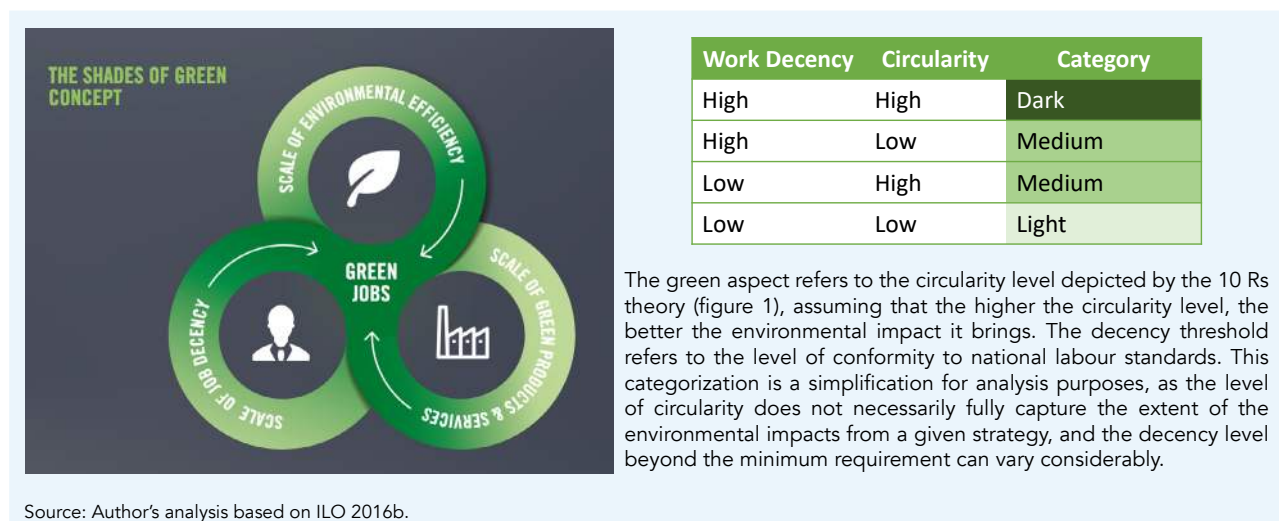 THE SHADES OF GREEN
CONCEPT
SCALE OF ENVIRONMENTAL EFFICIENCY
GREEN
JOBS
SCALE OF JOB DECENCY
SCALE OF GREEN PRODUCTS & SERVICES
Work Decency Circularity Category
High High Dark
High Low Medium
Low High Medium
Low Low Light
The green aspect refers to the circularity level depicted by the 10 Rs
theory (figure 1), assuming that the higher the circularity level, the
better the environmental impact it brings. The decency threshold
refers to the level of conformity to national labour standards. This
categorization is a simplification for analysis purposes, as the level
of circularity does not necessarily fully capture the extent of the
environmental impacts from a given strategy, and the decency level
beyond the minimum requirement can vary considerably.
Source: Author's analysis based on ILO 2016b.